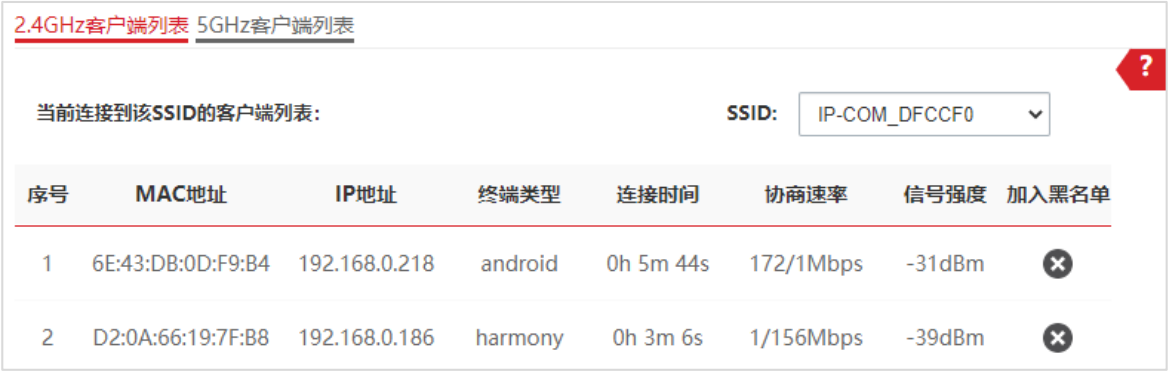 2.4GHz客户端列表 5GHz客户端列表
?
当前连接到该SSID的客户端列表: SSID: IP-COM_DFCCF0
序号 MAC地址 IP地址 终端类型 连接时间 协商速率 信号强度 加入黑名单
1 6E:43:DB:0D:F9:B4 192.168.0.218 android 0h 5m 44s 172/1Mbps -31dBm
2 D2:0A:66:19:7F:B8 192.168.0.186 harmony 0h 3m 6s 1/156Mbps -39dBm